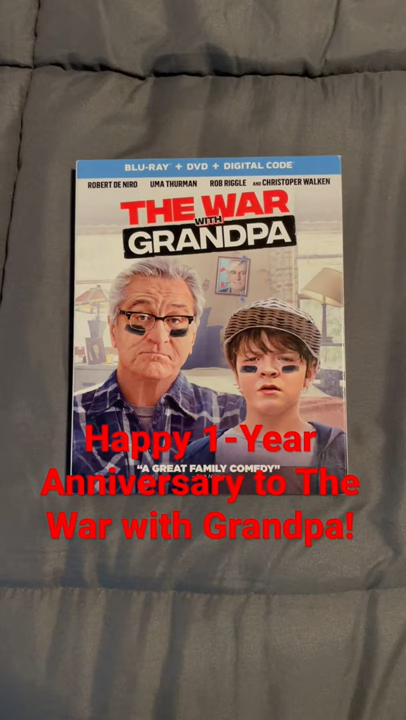 BLU-RAY + DVD + DIGITAL CODE
ROBERT DE NIRO UMA THURMAN ROB RIGGLE AND CHRISTOPER WALKEN
THE WAR
WITH
GRANDPA
Happy 1-Year
"A GREAT FAMILY COMEDY"
Anniversary to The
War with Grandpa!